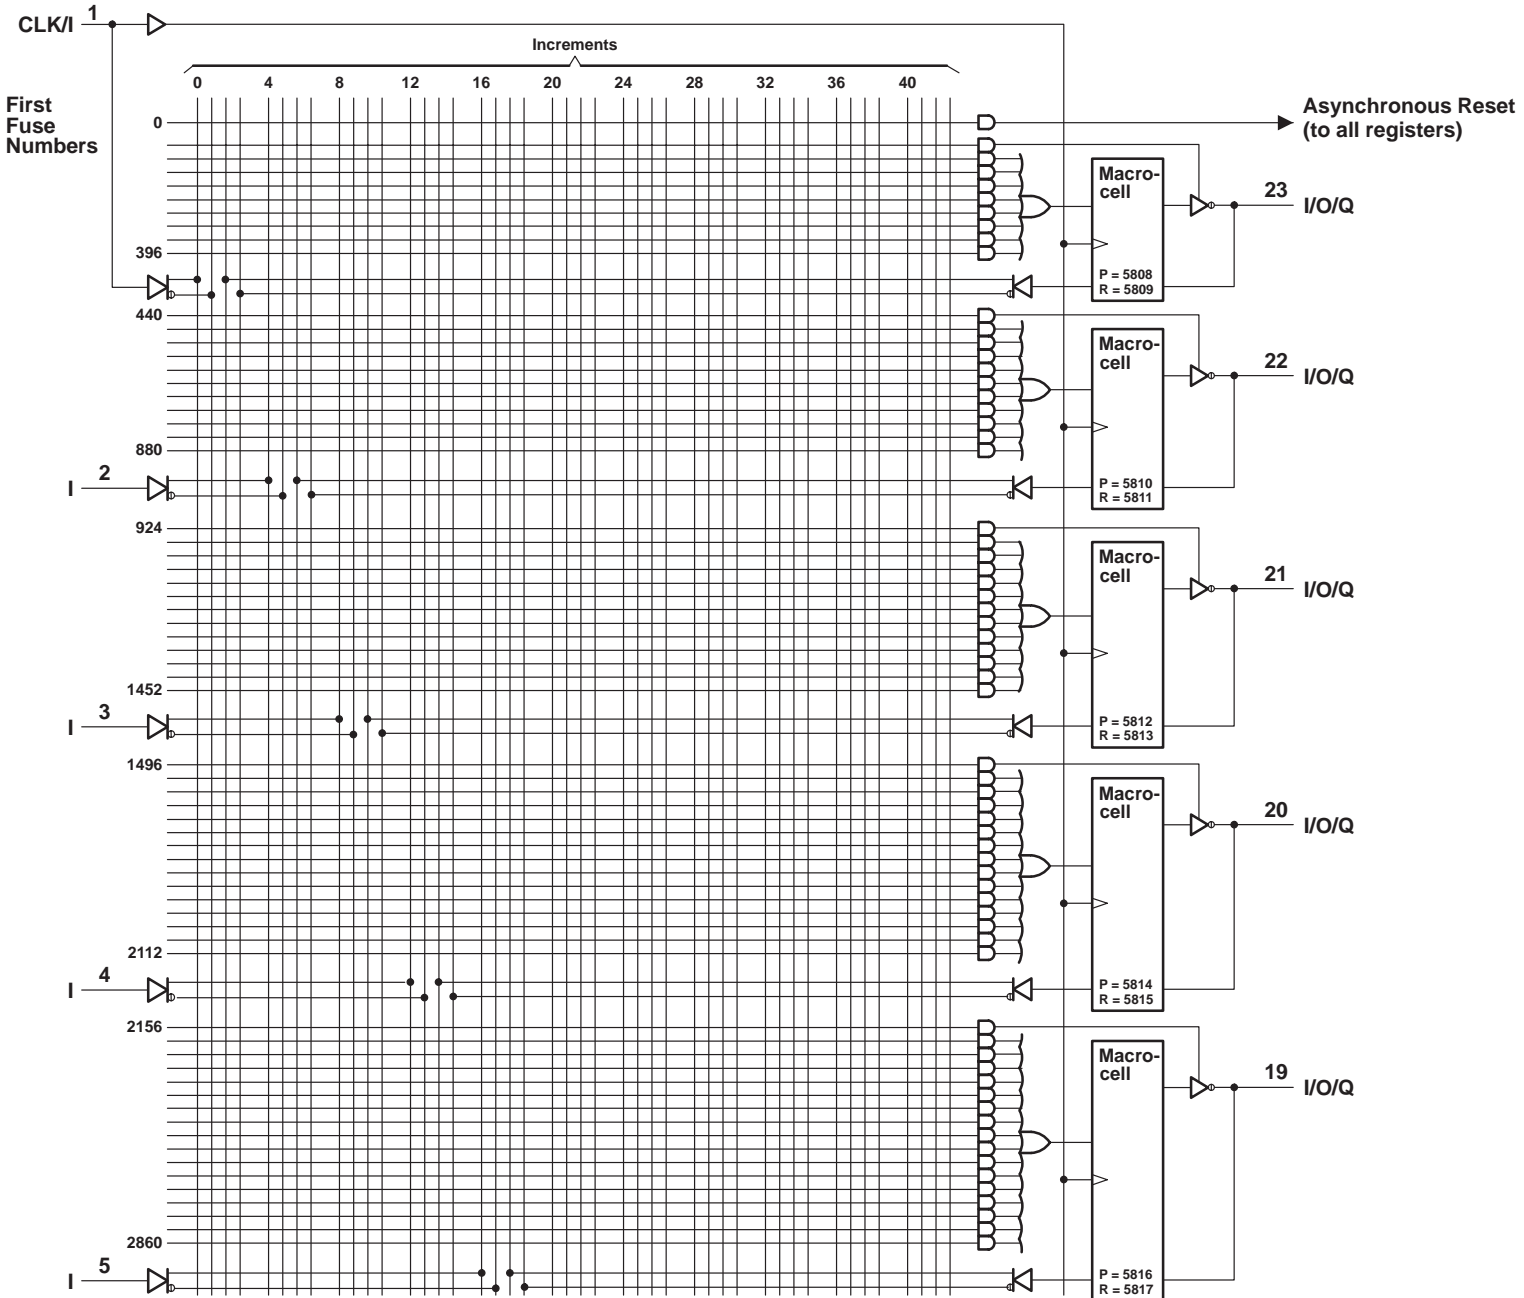 CLK/I 1
Increments
0 4 8 12 16 20 24 28 32 36 40
First
Fuse
Numbers
0
Asynchronous Reset
(to all registers)
Macro-
cell
23
I/O/Q
396
P = 5808
R = 5809
440
Macro-
cell
22
I/O/Q
880
I 2
P = 5810
R = 5811
924
Macro-
cell
21
I/O/Q
1452
I 3
P = 5812
R = 5813
1496
Macro-
cell
20
I/O/Q
2112
I 4
P = 5814
R = 5815
2156
Macro-
cell
19
I/O/Q
2860
I 5
P = 5816
R = 5817